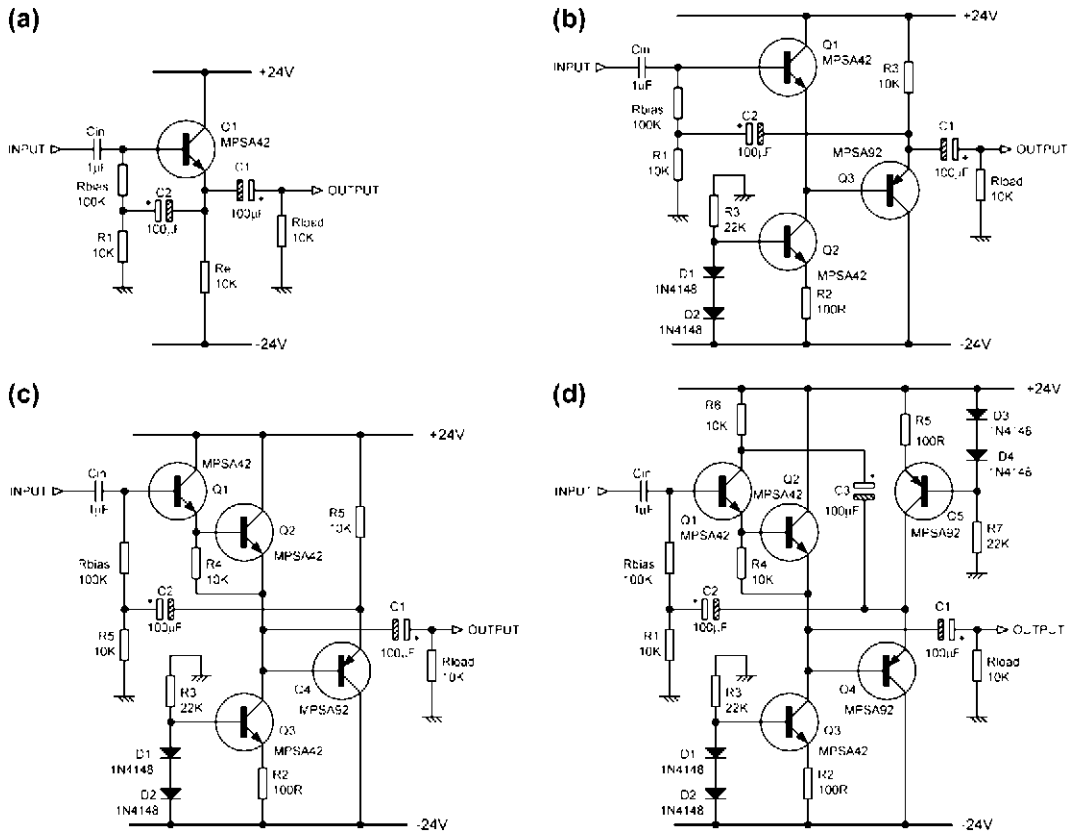 (a)
+24V
Q1
MPSA42
INPUT
Cin
1µF
C1
OUTPUT
Rbias
100K
C2
100µF
100µF
R1
10K
Rload
10K
Re
10K
-24V
(b)
+24V
Q1
MPSA42
INPUT
Cin
1µF
R3
10K
Rbias
100K
C2
100µF
MPSA92
C1
OUTPUT
100µF
R1
10K
Q3
Rload
10K
R3
22K
Q2
MPSA42
D1
1N4148
R2
100R
D2
1N4148
-24V
(c)
+24V
MPSA42
INPUT
Cin
1µF
Q1
Q2
MPSA42
R5
10K
Rbias
100K
R4
10K
C2
100µF
C1
OUTPUT
100µF
R5
10K
Rload
10K
R3
22K
Q4
MPSA92
Q3
MPSA42
D1
1N4148
R2
100R
D2
1N4148
-24V
(d)
+24V
R6
10K
R5
100R
D3
1N4148
D4
1N4148
INPUT
Cin
1µF
Q2
MPSA42
C3
100µF
Q1
MPSA42
Q5
MPSA92
R7
22K
Rbias
100K
R4
10K
C2
100µF
C1
OUTPUT
100µF
R1
10K
Rload
10K
R3
22K
Q4
MPSA92
Q3
MPSA42
D1
1N4148
R2
100R
D2
1N4148
-24V